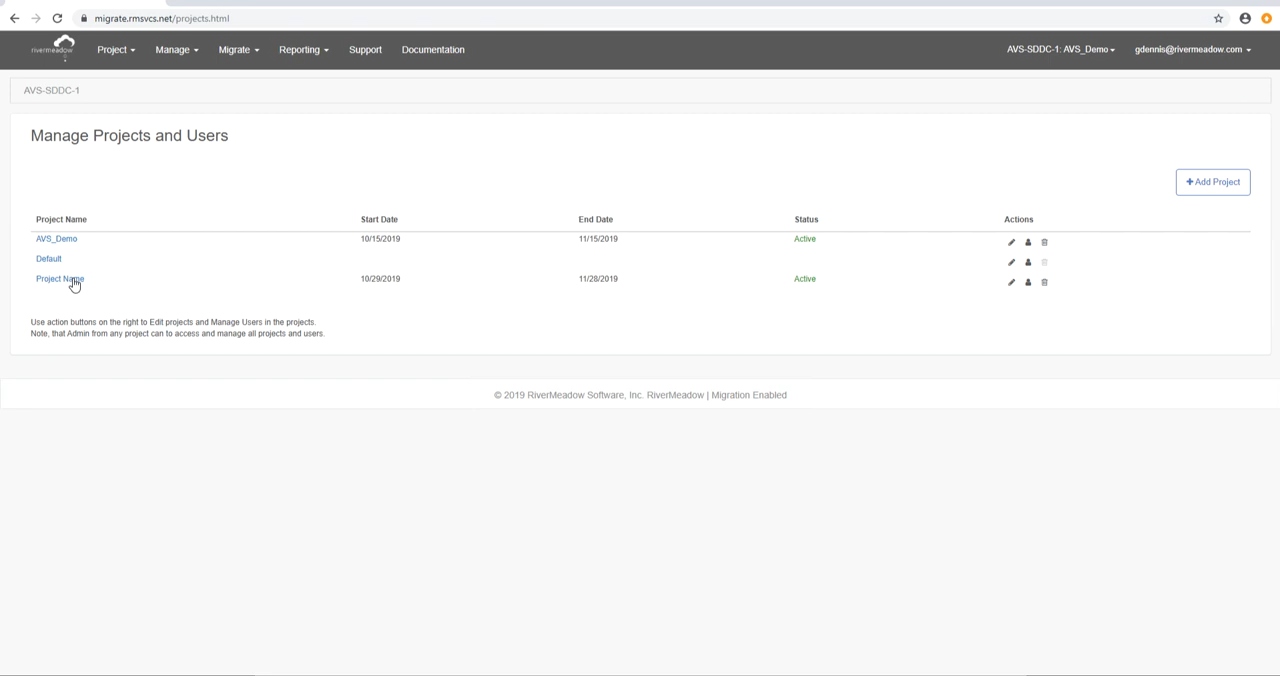 migrate.rmsvcs.net/projects.html
rivermeadow Project Manage Migrate Reporting Support Documentation AVS-SDDC-1: AVS_Demo gdennis@rivermeadow.com
AVS-SDDC-1
Manage Projects and Users
+ Add Project
Project Name Start Date End Date Status Actions
AVS_Demo 10/15/2019 11/15/2019 Active
Default
Project Name 10/29/2019 11/28/2019 Active
Use action buttons on the right to Edit projects and Manage Users in the projects.
Note, that Admin from any project can to access and manage all projects and users.
© 2019 RiverMeadow Software, Inc. RiverMeadow | Migration Enabled